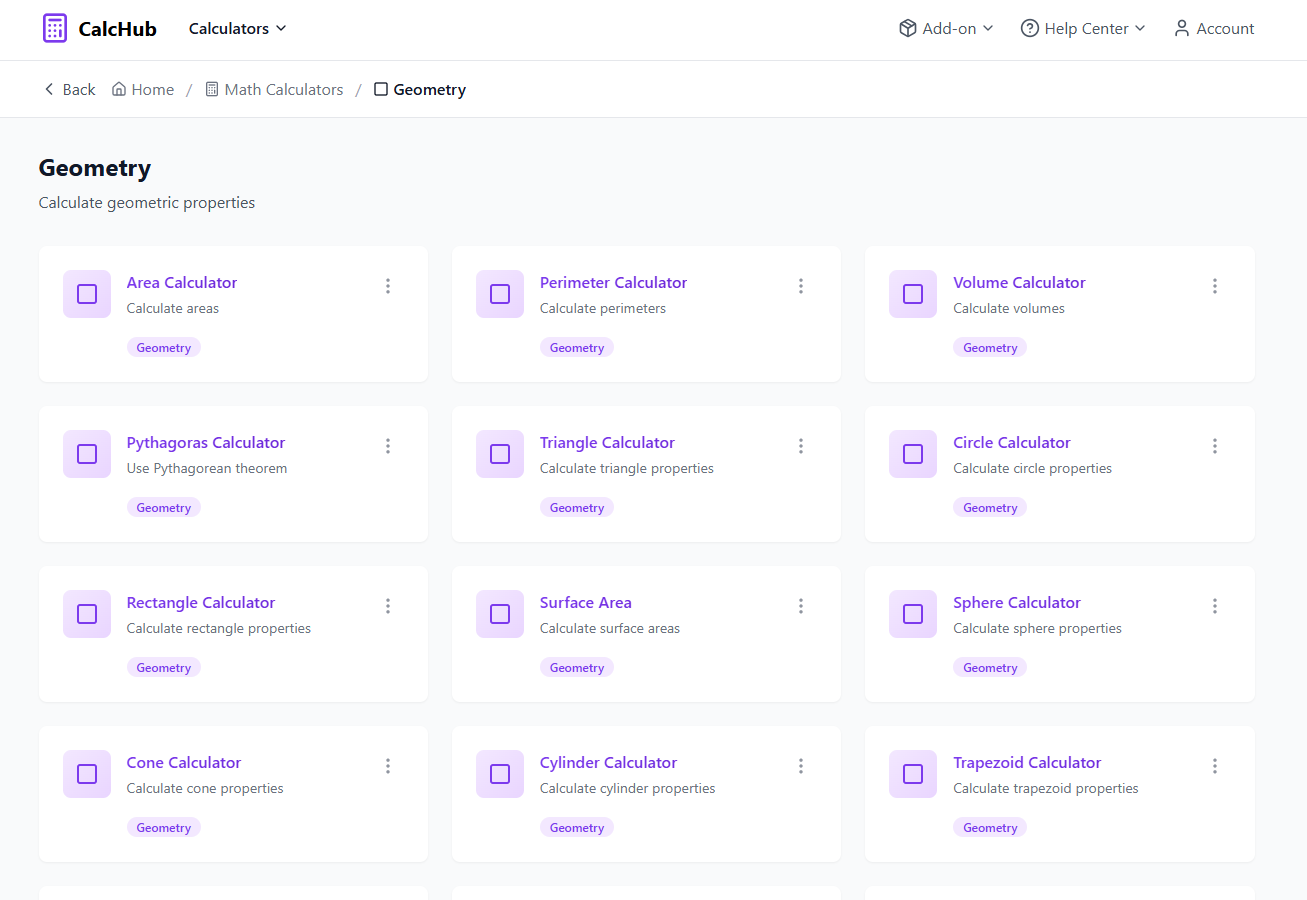 CalcHub Calculators Add-on Help Center Account
Back Home / Math Calculators / Geometry
Geometry
Calculate geometric properties
Area Calculator
Calculate areas
Geometry
Perimeter Calculator
Calculate perimeters
Geometry
Volume Calculator
Calculate volumes
Geometry
Pythagoras Calculator
Use Pythagorean theorem
Geometry
Triangle Calculator
Calculate triangle properties
Geometry
Circle Calculator
Calculate circle properties
Geometry
Rectangle Calculator
Calculate rectangle properties
Geometry
Surface Area
Calculate surface areas
Geometry
Sphere Calculator
Calculate sphere properties
Geometry
Cone Calculator
Calculate cone properties
Geometry
Cylinder Calculator
Calculate cylinder properties
Geometry
Trapezoid Calculator
Calculate trapezoid properties
Geometry